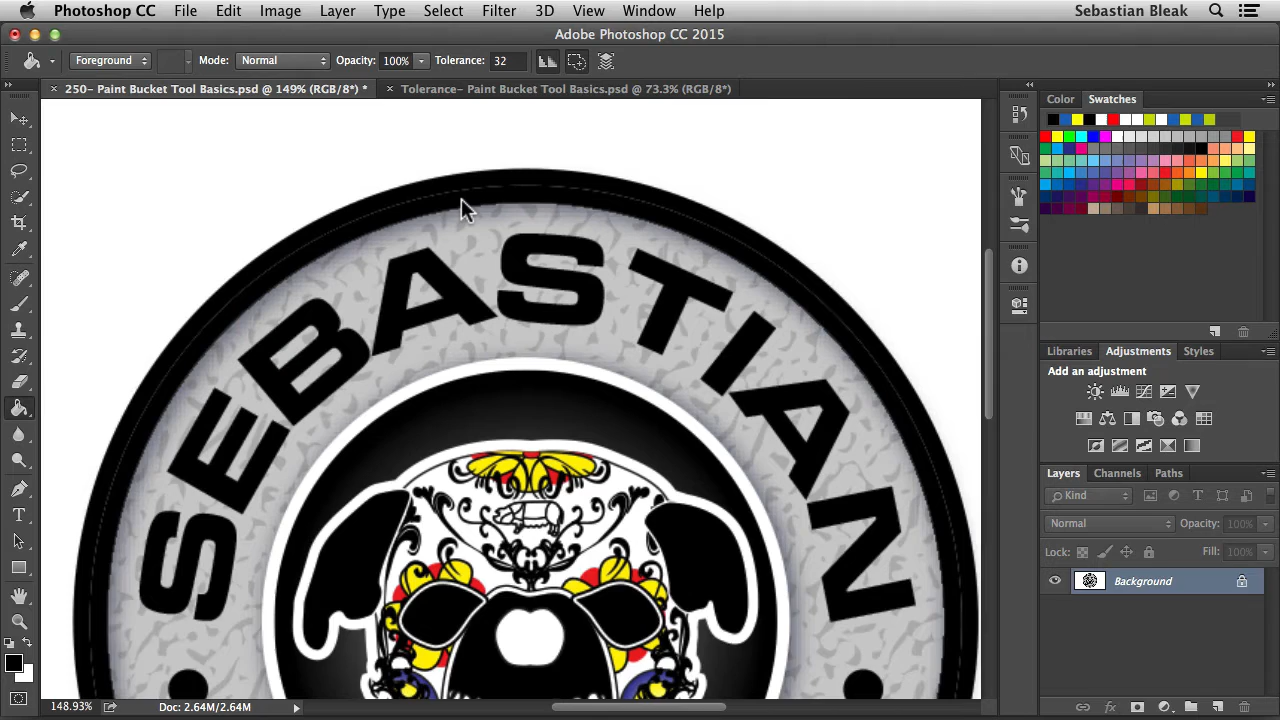 Photoshop CC File Edit Image Layer Type Select Filter 3D View Window Help Sebastian Bleak
Adobe Photoshop CC 2015
Foreground Mode: Normal Opacity: 100% Tolerance: 32
250- Paint Bucket Tool Basics.psd @ 149% (RGB/8*) * Tolerance- Paint Bucket Tool Basics.psd @ 73.3% (RGB/8*)
Color Swatches
SEBASTIAN
Libraries Adjustments Styles
Add an adjustment
Layers Channels Paths
Kind
Normal Opacity: 100%
Lock: Fill: 100%
Background
148.93% Doc: 2.64M/2.64M